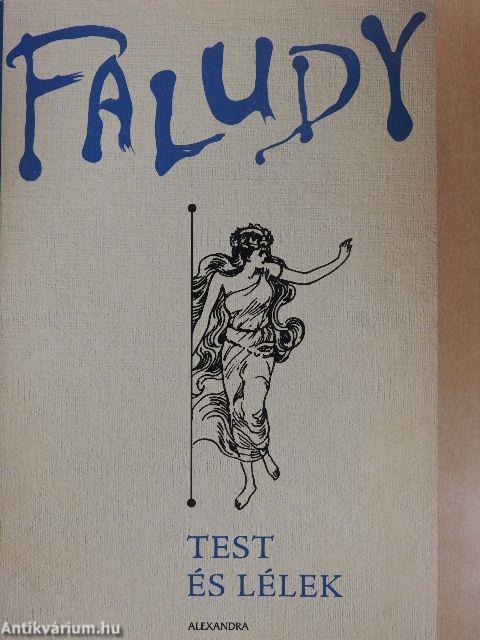 FALUDY
TEST
ÉS LÉLEK
ALEXANDRA
Antikvárium.hu